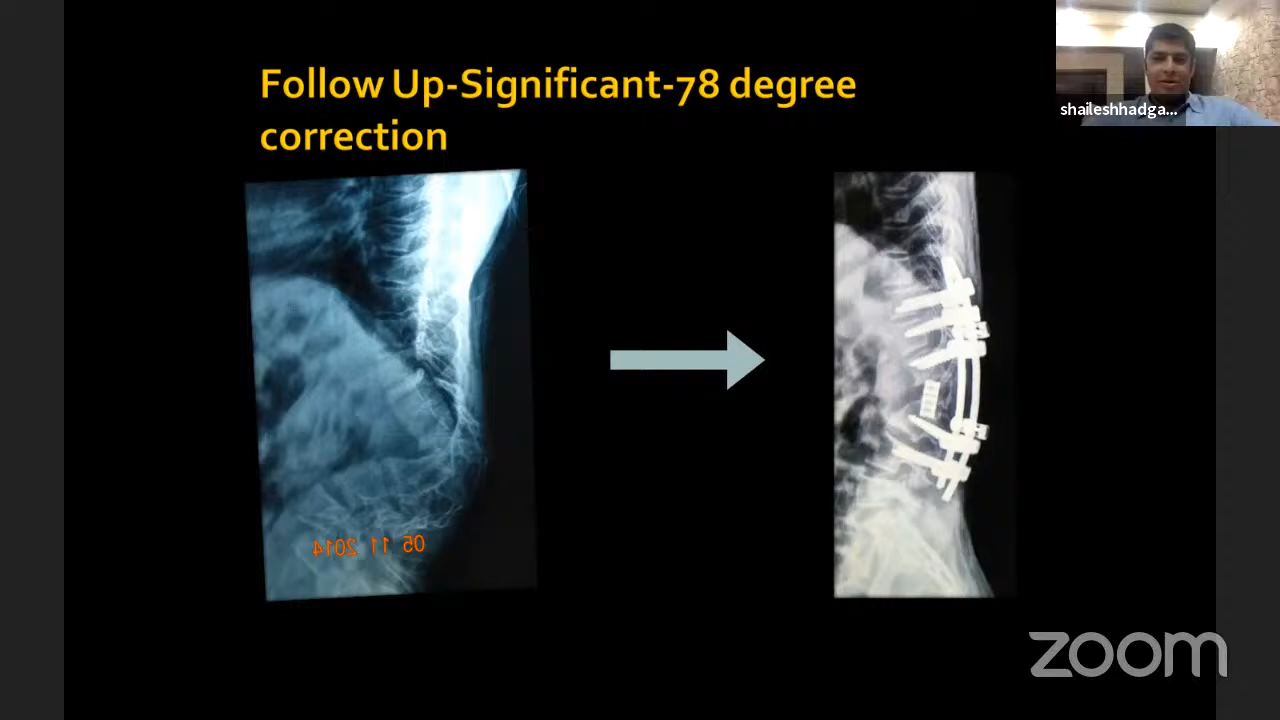 Follow Up-Significant-78 degree
correction
shaileshhadga...
05 11 2014
zoom